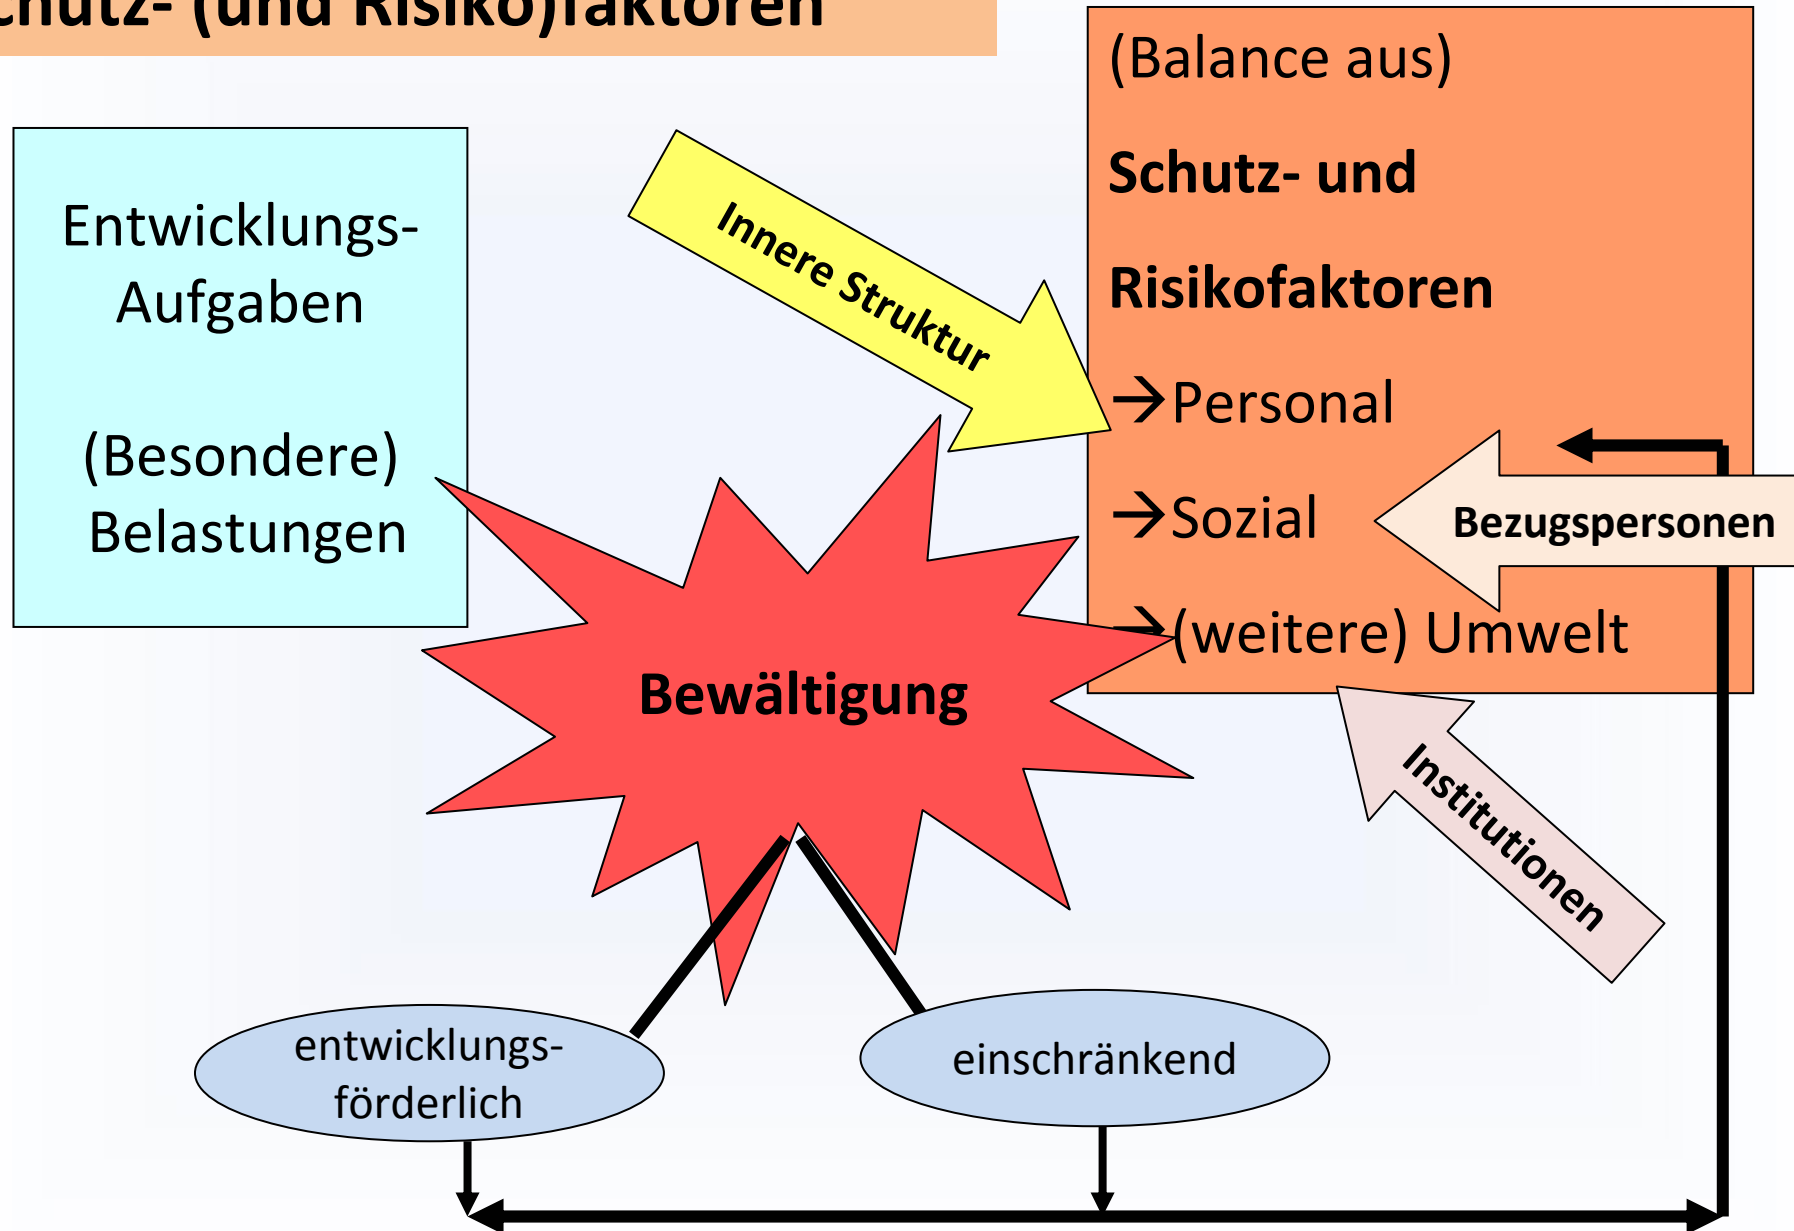 (und Risiko)faktoren
Entwicklungs-
Aufgaben
(Besondere)
Belastungen
Innere Struktur
(Balance aus)
Schutz- und
Risikofaktoren
→Personal
→Sozial
→(weitere) Umwelt
Bezugspersonen
Institutionen
Bewältigung
entwicklungs-
förderlich
einschränkend